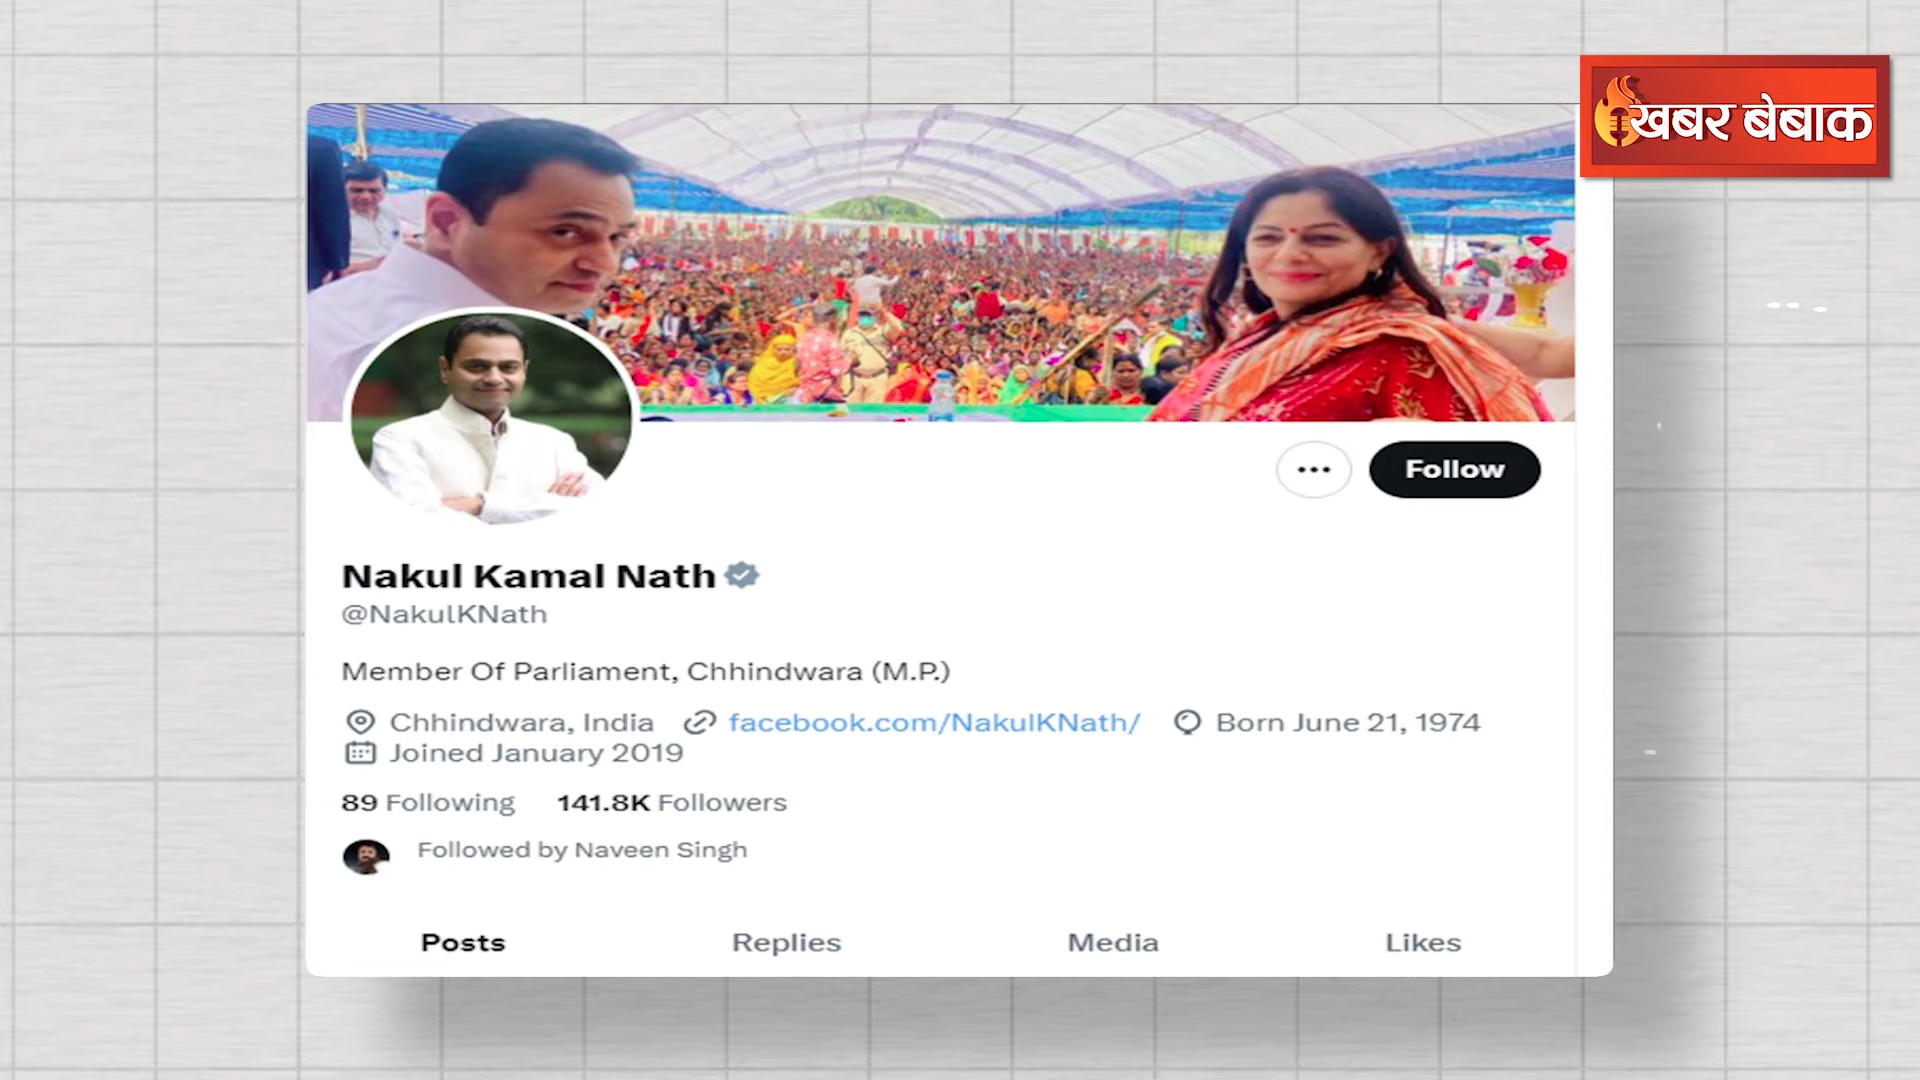 खबर बेबाक
Follow
Nakul Kamal Nath
@NakulKNath
Member Of Parliament, Chhindwara (M.P.)
Chhindwara, India facebook.com/NakulKNath/ Born June 21, 1974
Joined January 2019
89 Following 141.8K Followers
Followed by Naveen Singh
Posts Replies Media Likes